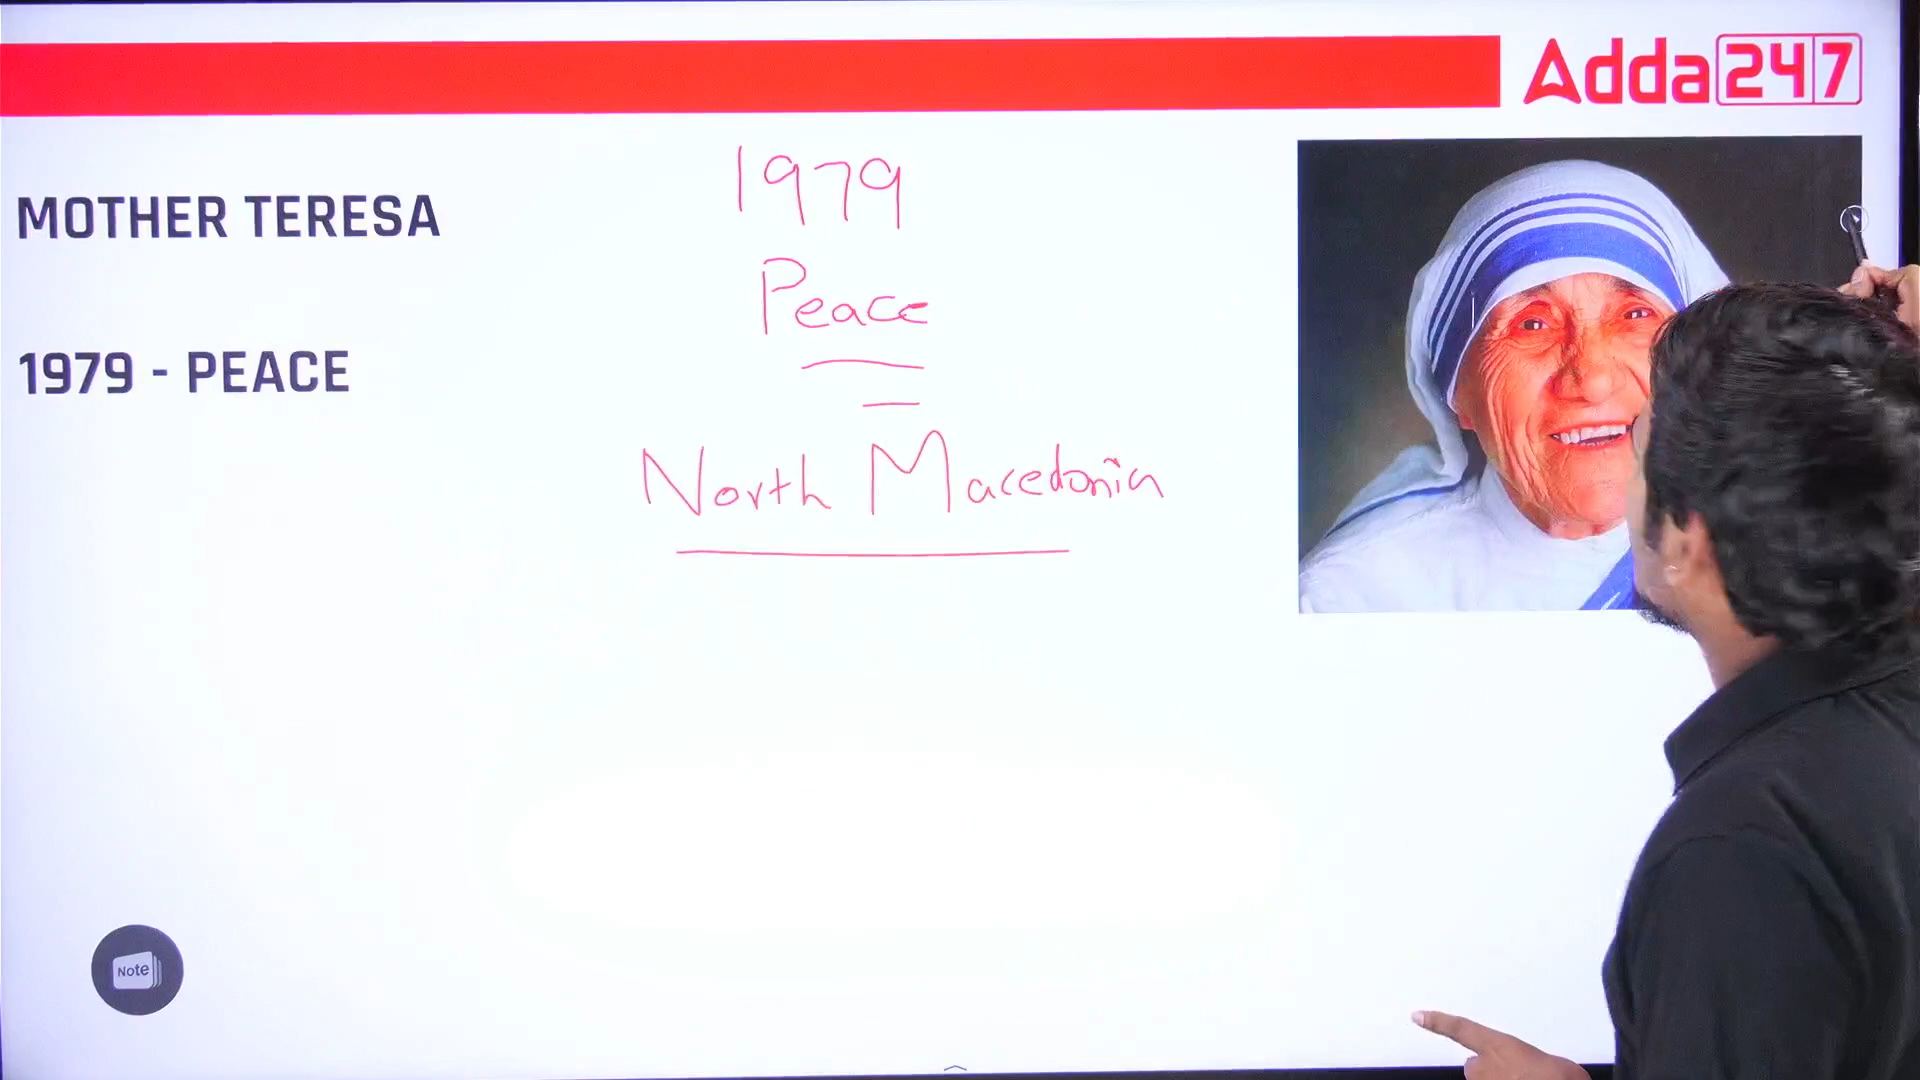 Adda247
MOTHER TERESA
1979 - PEACE
1979
Peace
North Macedonia
Note